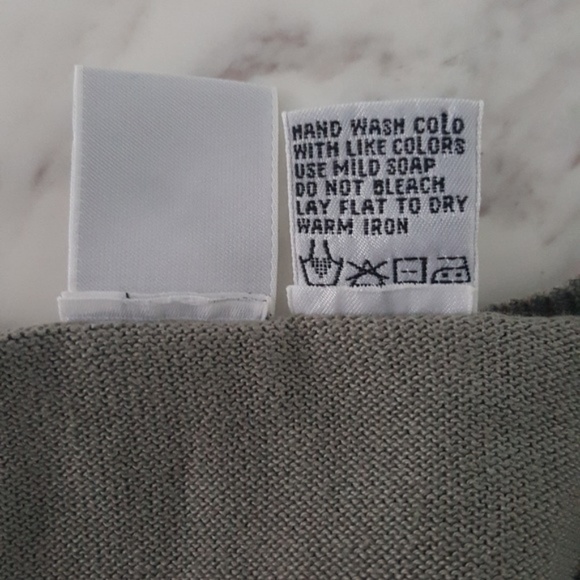 HAND WASH COLD
WITH LIKE COLORS
USE MILD SOAP
DO NOT BLEACH
LAY FLAT TO DRY
WARM IRON